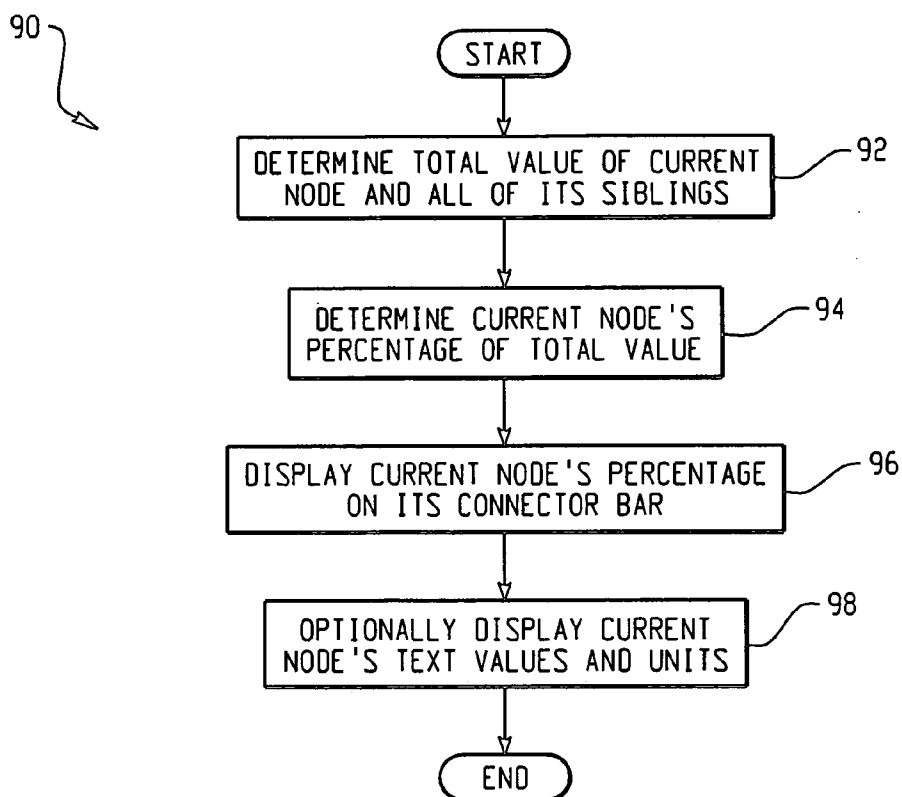 90
START
DETERMINE TOTAL VALUE OF CURRENT
NODE AND ALL OF ITS SIBLINGS
92
DETERMINE CURRENT NODE'S
PERCENTAGE OF TOTAL VALUE
94
DISPLAY CURRENT NODE'S PERCENTAGE
ON ITS CONNECTOR BAR
96
OPTIONALLY DISPLAY CURRENT
NODE'S TEXT VALUES AND UNITS
98
END